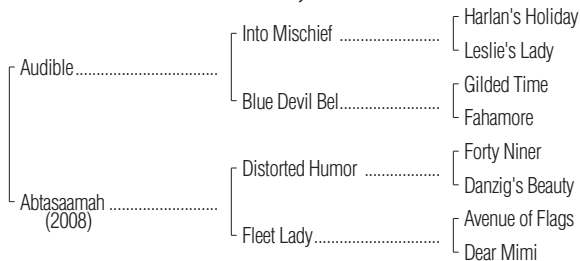 Harlan's Holiday
Into Mischief ....................
Leslie's Lady
Audible ............................
Gilded Time
Blue Devil Bel....................
Fahamore
Forty Niner
Distorted Humor ...............
Danzig's Beauty
Abtasaamah .....................
(2008)
Avenue of Flags
Fleet Lady.........................
Dear Mimi